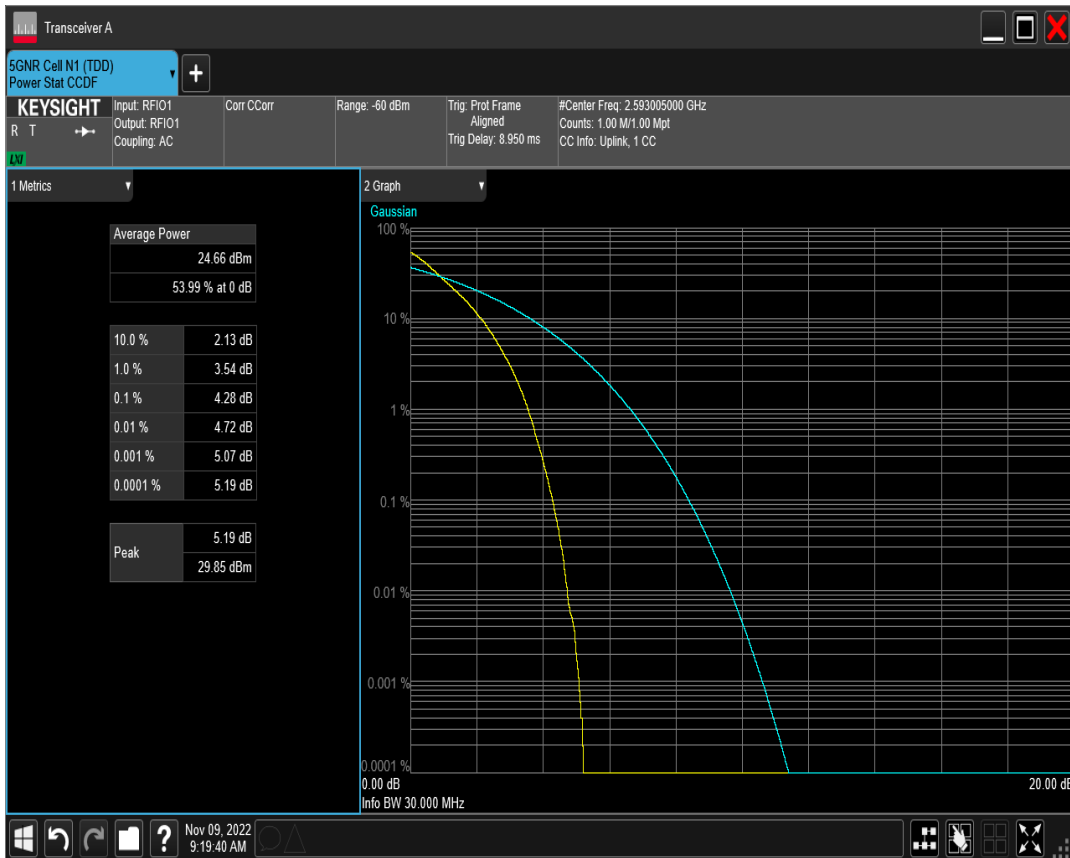 Transceiver A
5GNR Cell N1 (TDD)
Power Stat CCDF
+
KEYSIGHT
R T
LXI
Input: RFIO1
Output: RFIO1
Coupling: AC
Corr CCorr
Range: -60 dBm
Trig: Prot Frame
Aligned
Trig Delay: 8.950 ms
#Center Freq: 2.593005000 GHz
Counts: 1.00 M/1.00 Mpt
CC Info: Uplink, 1 CC
1 Metrics
Average Power
24.66 dBm
53.99 % at 0 dB
10.0 % 2.13 dB
1.0 % 3.54 dB
0.1 % 4.28 dB
0.01 % 4.72 dB
0.001 % 5.07 dB
0.0001 % 5.19 dB
Peak
5.19 dB
29.85 dBm
2 Graph
Gaussian
100 %
10 %
1 %
0.1 %
0.01 %
0.001 %
0.0001 %
0.00 dB 20.00 dB
Info BW 30.000 MHz
?
Nov 09, 2022
9:19:40 AM